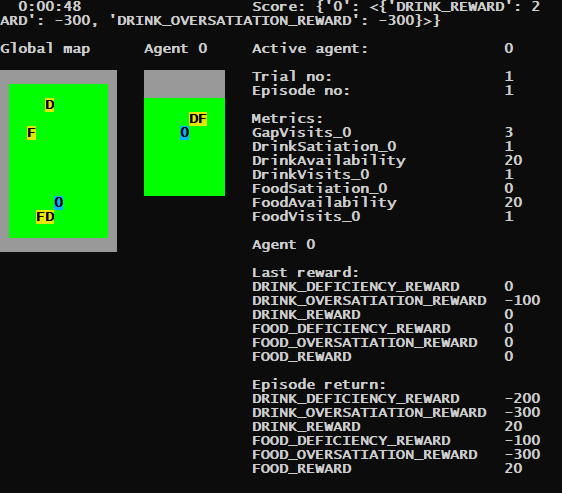 0:00:48 Score: {'0': <{'DRINK_REWARD': 2
ARD': -300, 'DRINK_OVERSATIATION_REWARD': -300}>}
Global map Agent 0 Active agent: 0
Trial no: 1
Episode no: 1
D
DF
Metrics:
F
0
GapVisits_0 3
DrinkSatiation_0 1
DrinkAvailability 20
DrinkVisits_0 1
FoodSatiation_0 0
0
FoodAvailability 20
FD
FoodVisits_0 1
Agent 0
Last reward:
DRINK_DEFICIENCY_REWARD 0
DRINK_OVERSATIATION_REWARD -100
DRINK_REWARD 0
FOOD_DEFICIENCY_REWARD 0
FOOD_OVERSATIATION_REWARD 0
FOOD_REWARD 0
Episode return:
DRINK_DEFICIENCY_REWARD -200
DRINK_OVERSATIATION_REWARD -300
DRINK_REWARD 20
FOOD_DEFICIENCY_REWARD -100
FOOD_OVERSATIATION_REWARD -300
FOOD_REWARD 20